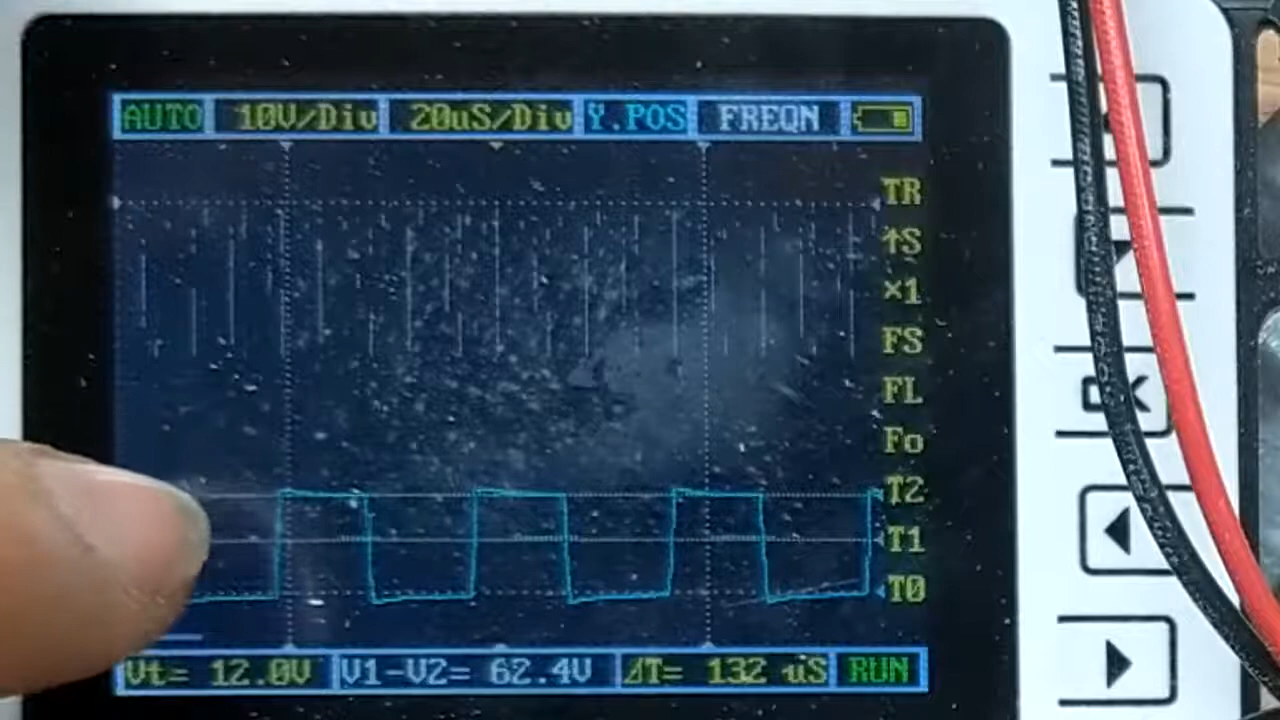 AUTO 10V/Div 20uS/Div Y.POS FREQN
TR
↑S
×1
FS
FL
Fo
T2
T1
T0
Vt= 12.0V V1-V2= 62.4V ⊿T= 132 uS RUN